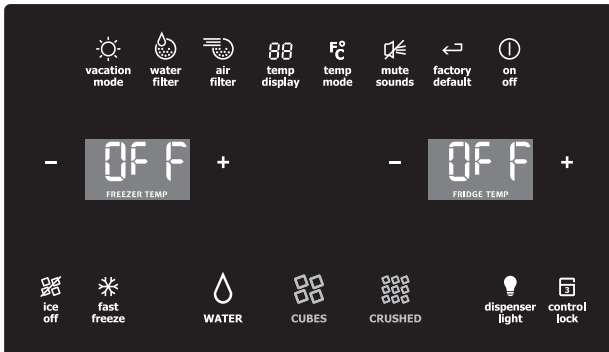 88 F° C
vacation mode
water filter
air filter
temp display
temp mode
mute sounds
factory default
on off
- OFF + - OFF +
FREEZER TEMP FRIDGE TEMP
3
ice off
fast freeze
WATER
CUBES
CRUSHED
dispenser light
control lock